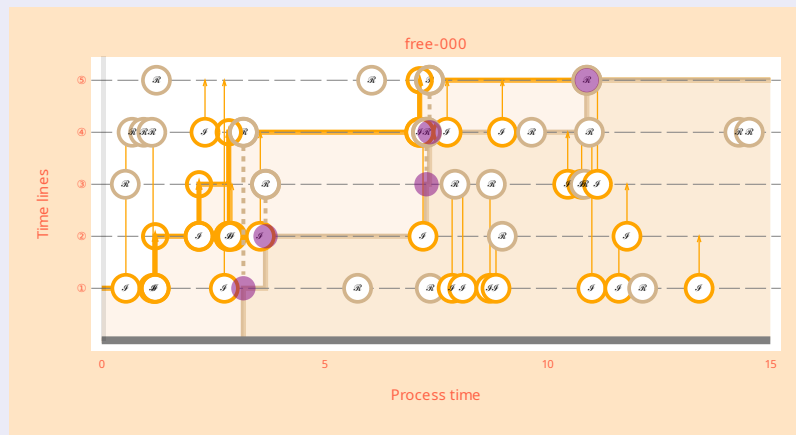 free-000
⑤ ℛ ℛ ℐ ℛ
④ ℛ ℛ ℛ ℐ ℛ ℐ ℛ ℐ ℐ ℛ ℛ ℛ ℛ
③ ℛ ℛ ℛ ℛ ℐ ℛ ℐ
② ℐ ℐ ℐ ℛ ℐ
① ℐ ℐ ℛ ℛ ℐ ℐ ℐ ℐ ℐ ℐ ℛ ℐ
Time lines
0 5 10 15
Process time